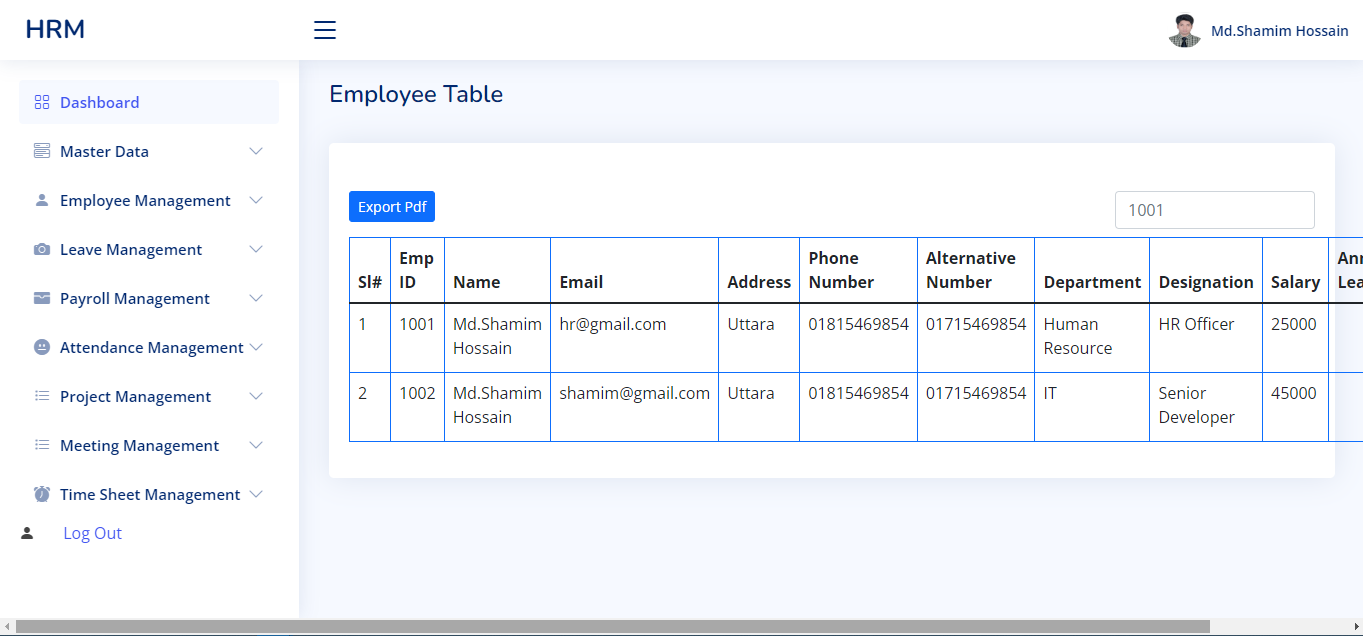 HRM
Md.Shamim Hossain
Dashboard
Master Data
Employee Management
Leave Management
Payroll Management
Attendance Management
Project Management
Meeting Management
Time Sheet Management
Log Out
Employee Table
Export Pdf
1001
Sl# Emp ID Name Email Address Phone Number Alternative Number Department Designation Salary
1 1001 Md.Shamim Hossain hr@gmail.com Uttara 01815469854 01715469854 Human Resource HR Officer 25000
2 1002 Md.Shamim Hossain shamim@gmail.com Uttara 01815469854 01715469854 IT Senior Developer 45000